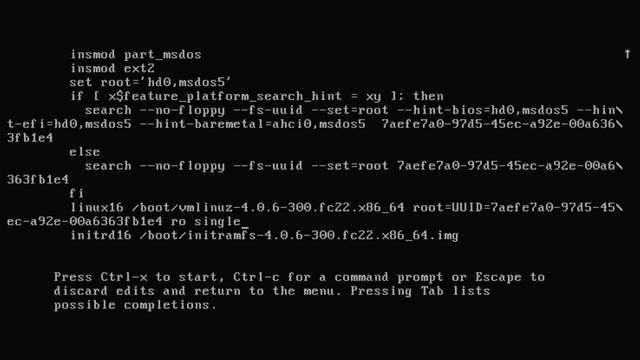 insmod part_msdos ↑
insmod ext2
set root='hd0,msdos5'
if [ x$feature_platform_search_hint = xy ]; then
search --no-floppy --fs-uuid --set=root --hint-bios=hd0,msdos5 --hin\
t-efi=hd0,msdos5 --hint-baremetal=ahci0,msdos5 7aefe7a0-97d5-45ec-a92e-00a636\
3fb1e4
else
search --no-floppy --fs-uuid --set=root 7aefe7a0-97d5-45ec-a92e-00a6\
363fb1e4
fi
linux16 /boot/vmlinuz-4.0.6-300.fc22.x86_64 root=UUID=7aefe7a0-97d5-45\
ec-a92e-00a6363fb1e4 ro single_
initrd16 /boot/initramfs-4.0.6-300.fc22.x86_64.img
Press Ctrl-x to start, Ctrl-c for a command prompt or Escape to
discard edits and return to the menu. Pressing Tab lists
possible completions.